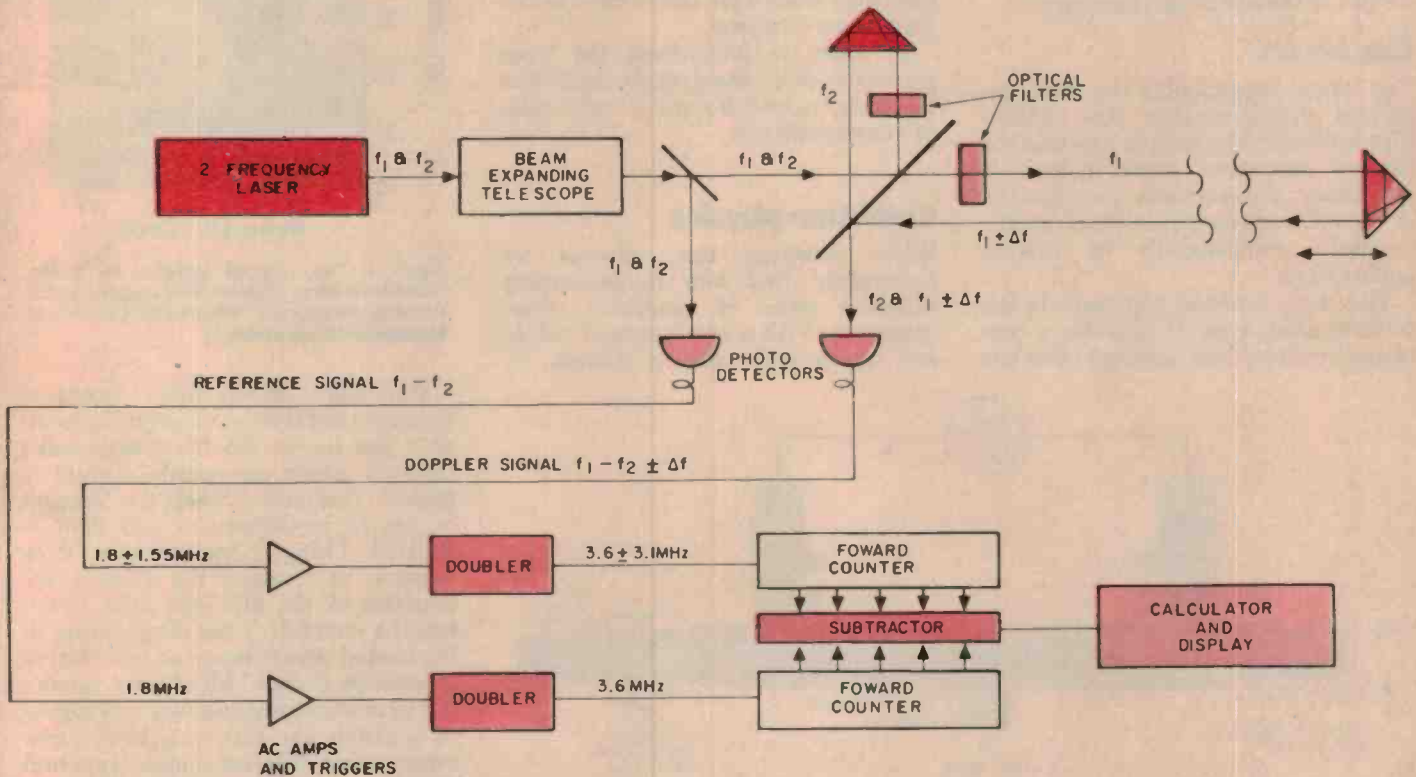 OPTICAL
FILTERS
f₂
2 FREQUENCY
LASER
f₁ & f₂
BEAM
EXPANDING
TELESCOPE
f₁ & f₂
f₁
f₁ ± Δf
f₁ & f₂
f₂ & f₁ ± Δf
PHOTO
DETECTORS
REFERENCE SIGNAL f₁ – f₂
DOPPLER SIGNAL f₁ – f₂ ± Δf
1.8 ± 1.55MHz
DOUBLER
3.6 ± 3.1MHz
FOWARD
COUNTER
SUBTRACTOR
CALCULATOR
AND
DISPLAY
1.8MHz
DOUBLER
3.6MHz
FOWARD
COUNTER
AC AMPS
AND TRIGGERS